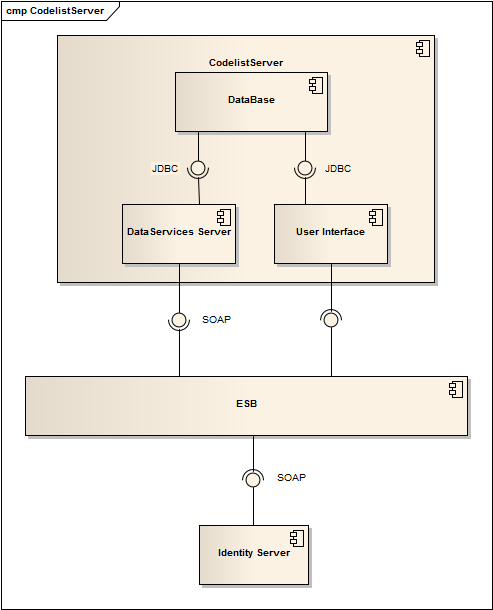 cmp CodelistServer
CodelistServer
DataBase
JDBC
JDBC
DataServices Server
User Interface
SOAP
ESB
SOAP
Identity Server